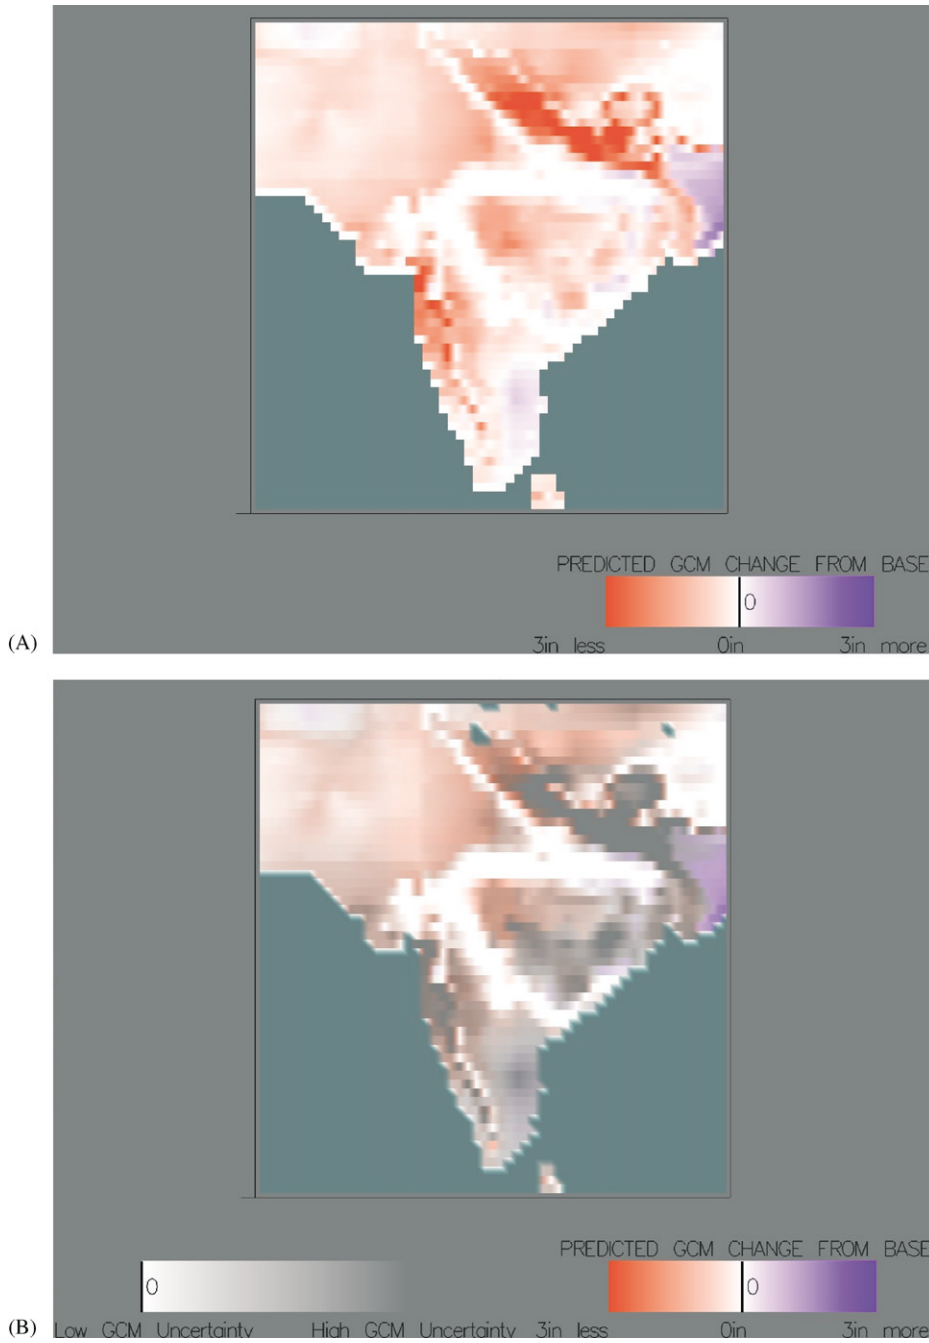 PREDICTED GCM CHANGE FROM BASE
0
3in less 0in 3in more
(A)
PREDICTED GCM CHANGE FROM BASE
0 0
Low GCM Uncertainty High GCM Uncertainty 3in less 0in 3in more
(B)